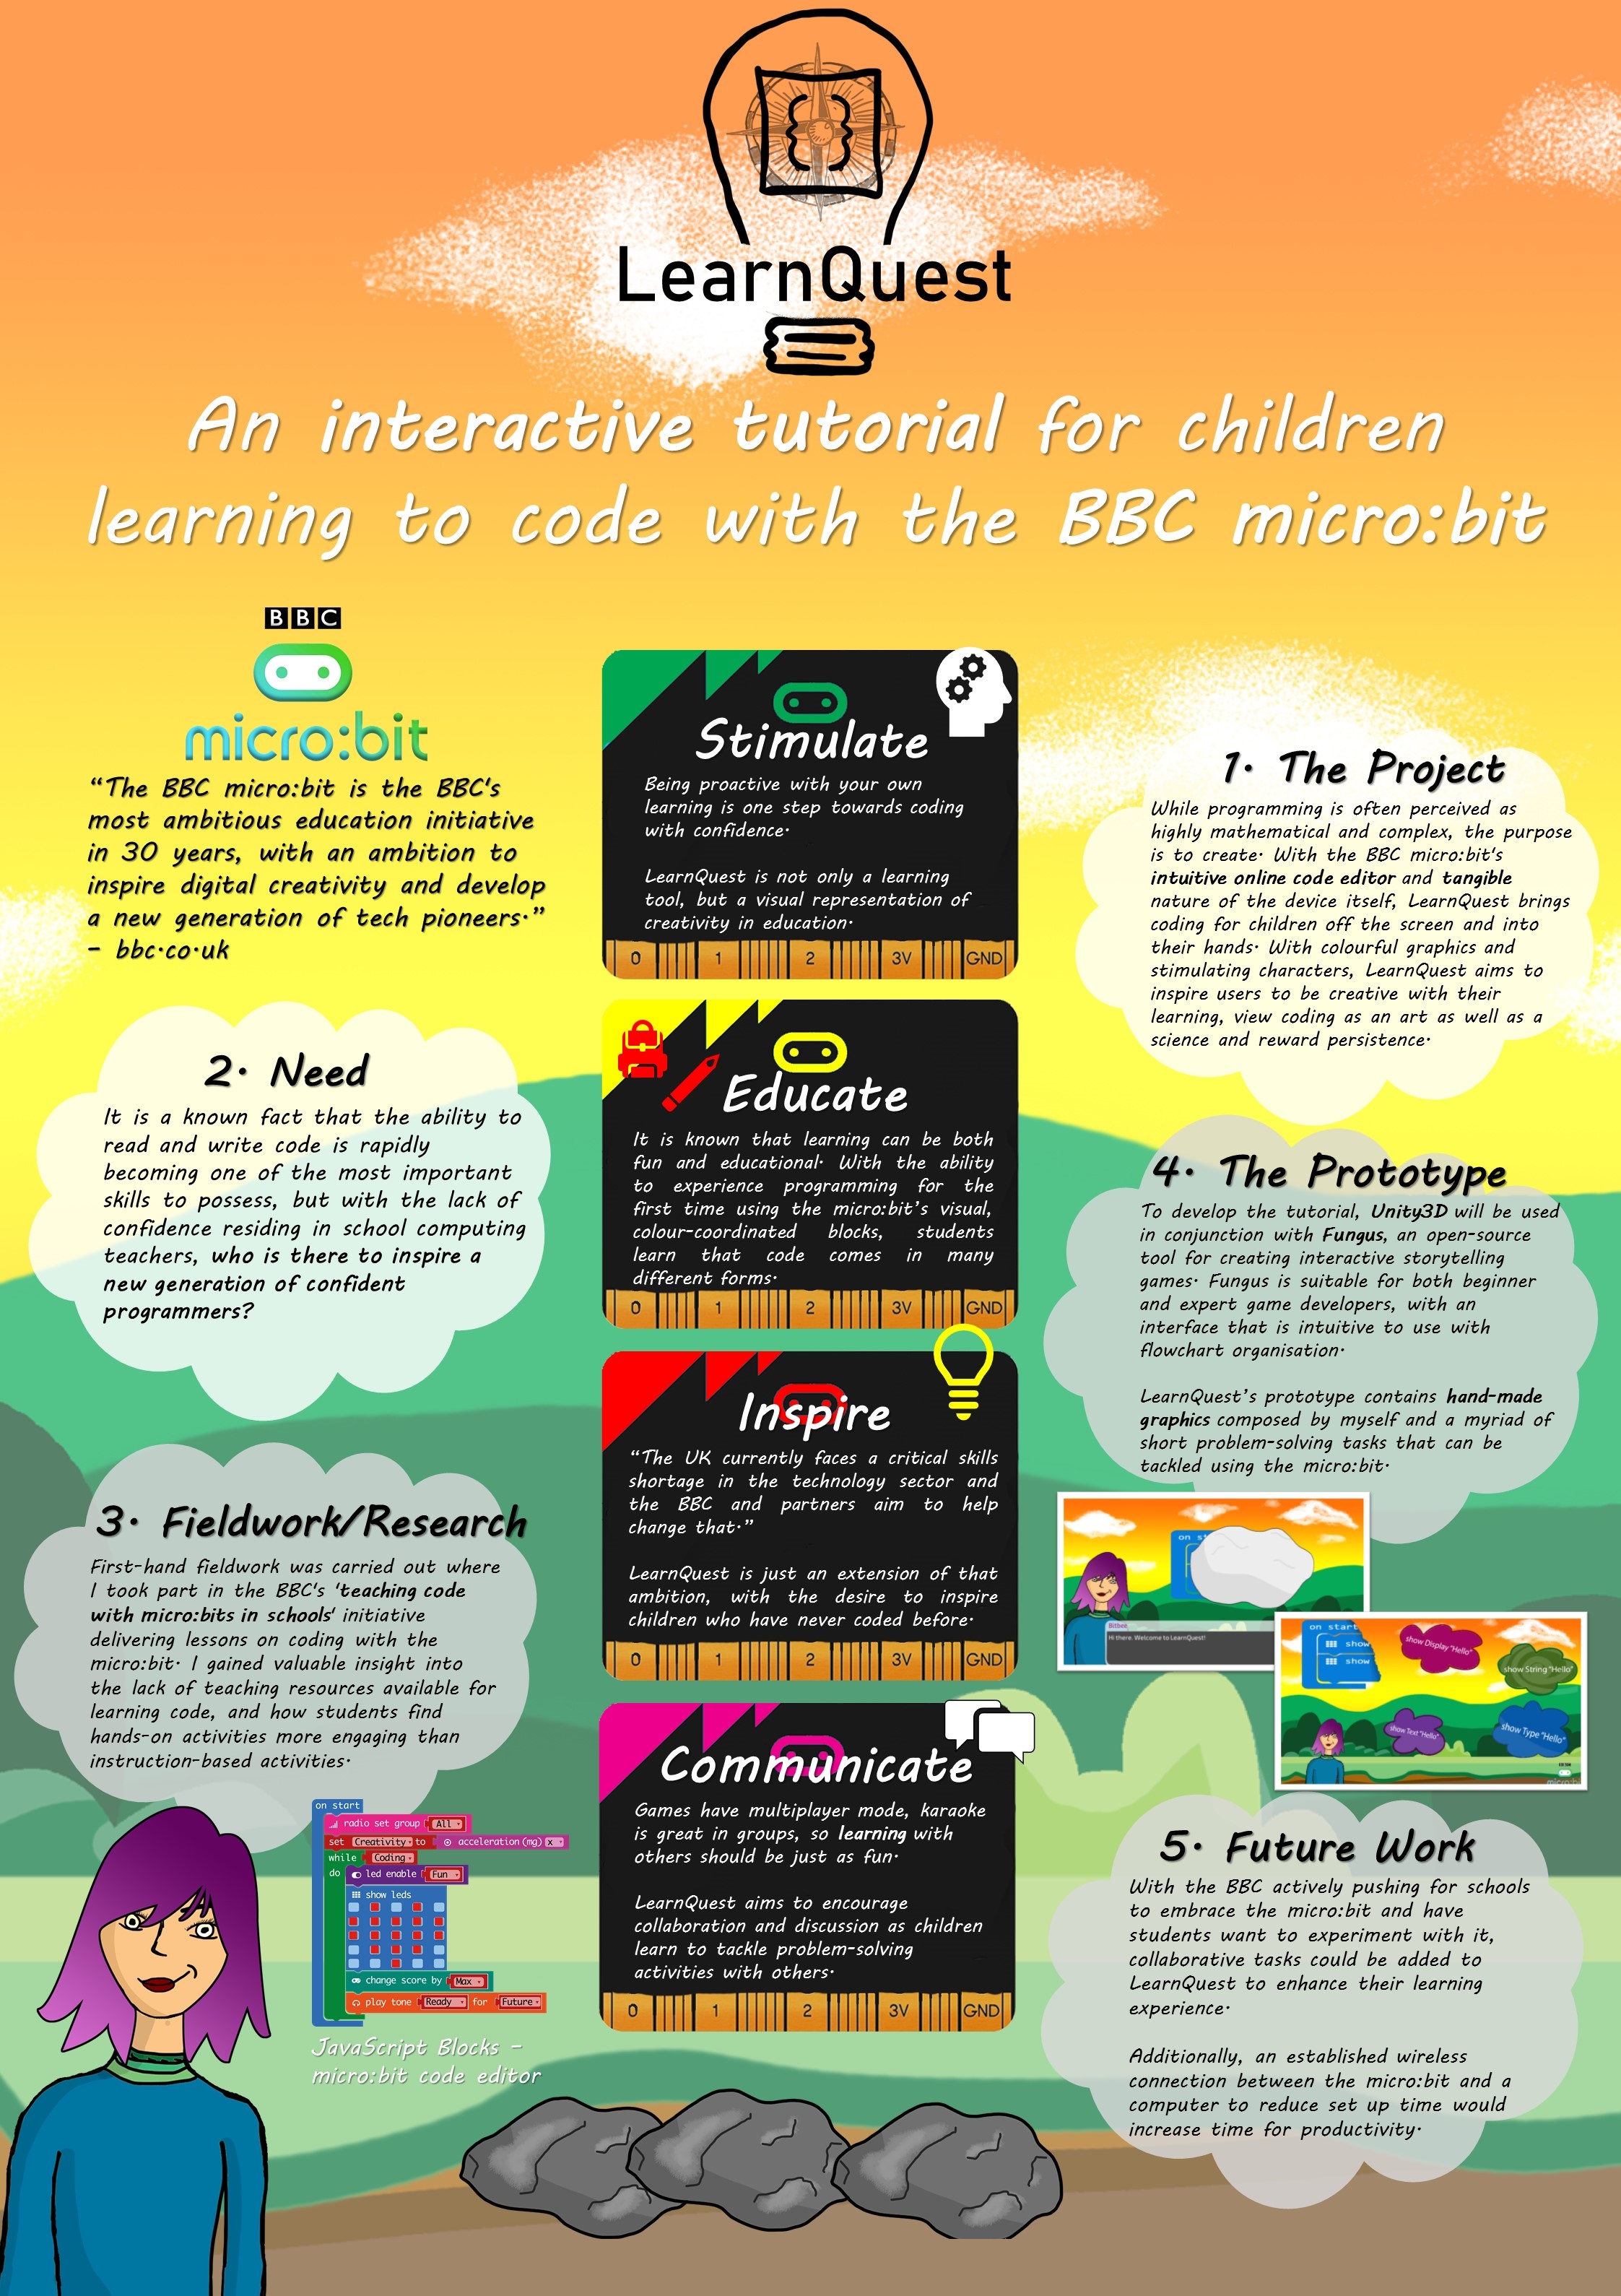 LearnQuest
An interactive tutorial for children
learning to code with the BBC micro:bit
BBC
micro:bit
“The BBC micro:bit is the BBC's
most ambitious education initiative
in 30 years, with an ambition to
inspire digital creativity and develop
a new generation of tech pioneers.”
- bbc.co.uk
Stimulate
Being proactive with your own
learning is one step towards coding
with confidence.
LearnQuest is not only a learning
tool, but a visual representation of
creativity in education.
0 1 2 3V GND
1. The Project
While programming is often perceived as
highly mathematical and complex, the purpose
is to create. With the BBC micro:bit's
intuitive online code editor and tangible
nature of the device itself, LearnQuest brings
coding for children off the screen and into
their hands. With colourful graphics and
stimulating characters, LearnQuest aims to
inspire users to be creative with their
learning, view coding as an art as well as a
science and reward persistence.
2. Need
It is a known fact that the ability to
read and write code is rapidly
becoming one of the most important
skills to possess, but with the lack of
confidence residing in school computing
teachers, who is there to inspire a
new generation of confident
programmers?
Educate
It is known that learning can be both
fun and educational. With the ability
to experience programming for the
first time using the micro:bit's visual,
colour-coordinated blocks, students
learn that code comes in many
different forms.
0 1 2 3V GND
4. The Prototype
To develop the tutorial, Unity3D will be used
in conjunction with Fungus, an open-source
tool for creating interactive storytelling
games. Fungus is suitable for both beginner
and expert game developers, with an
interface that is intuitive to use with
flowchart organisation.
LearnQuest's prototype contains hand-made
graphics composed by myself and a myriad of
short problem-solving tasks that can be
tackled using the micro:bit.
Inspire
“The UK currently faces a critical skills
shortage in the technology sector and
the BBC and partners aim to help
change that.”
LearnQuest is just an extension of that
ambition, with the desire to inspire
children who have never coded before.
0 1 2 3V GND
3. Fieldwork/Research
First-hand fieldwork was carried out where
I took part in the BBC's 'teaching code
with micro:bits in schools' initiative
delivering lessons on coding with the
micro:bit. I gained valuable insight into
the lack of teaching resources available for
learning code, and how students find
hands-on activities more engaging than
instruction-based activities.
on st
Bitbee
Hi there. Welcome to LearnQuest!
on start
show
show
show Display "Hello"
show String "Hello"
show Text "Hello"
show Type "Hello"
micro:b
Communicate
Games have multiplayer mode, karaoke
is great in groups, so learning with
others should be just as fun.
LearnQuest aims to encourage
collaboration and discussion as children
learn to tackle problem-solving
activities with others.
0 1 2 3V GND
on start
radio set group All
set Creativity to acceleration (mg) x
while Coding
do led enable Fun
show leds
change score by Max
play tone Ready for Future
JavaScript Blocks -
micro:bit code editor
5. Future Work
With the BBC actively pushing for schools
to embrace the micro:bit and have
students want to experiment with it,
collaborative tasks could be added to
LearnQuest to enhance their learning
experience.
Additionally, an established wireless
connection between the micro:bit and a
computer to reduce set up time would
increase time for productivity.